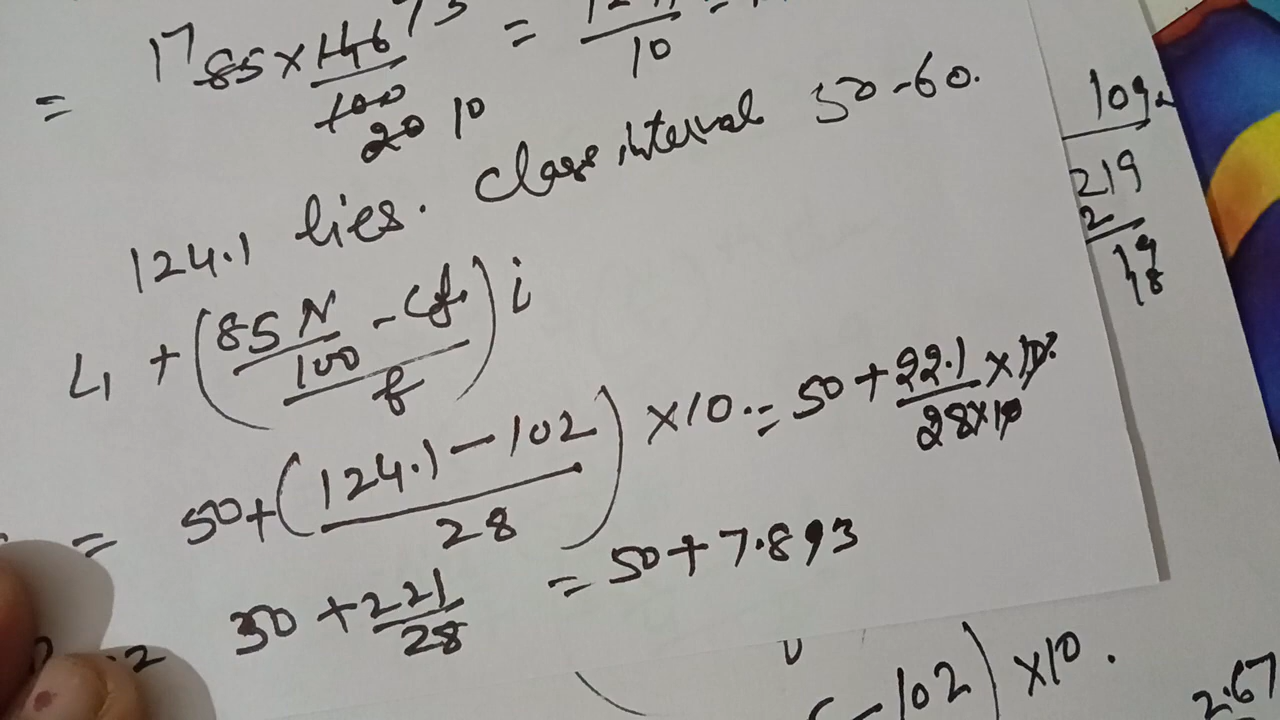 = 17 85 × 146 73 / 100 20 10 = / 10 =
124.1 lies. Class interval 50-60.
L1 + (85N/100 - cf. / f) i
= 50 + (124.1 - 102 / 28) × 10. = 50 + 22.1 / 28×10 × 10
50 + 221/28 = 50 + 7.893
109
219
2
19
18
- 102) × 10.
2.67